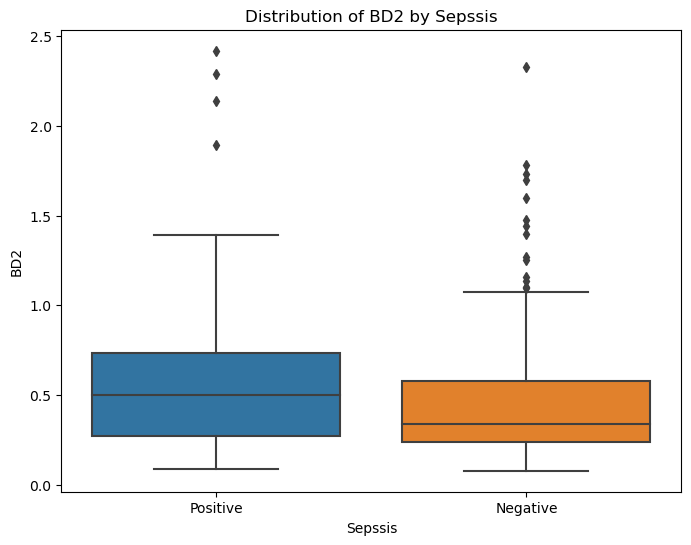 Distribution of BD2 by Sepssis
2.5
2.0
1.5
1.0
0.5
0.0
BD2
Positive
Negative
Sepssis